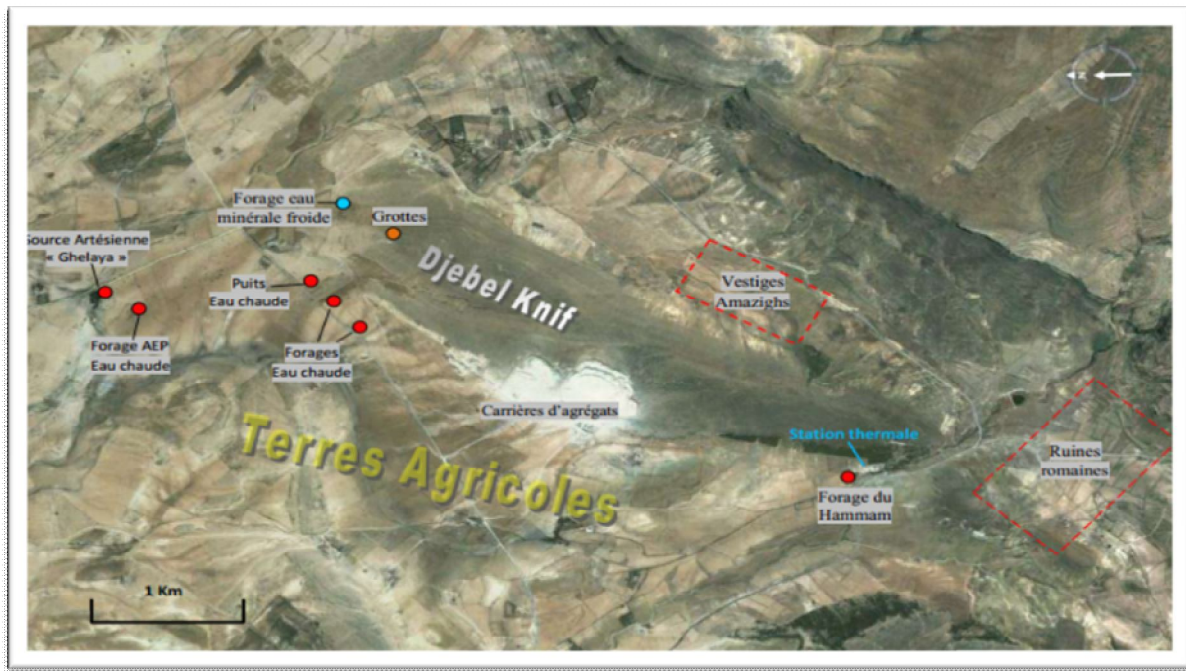 N
Forage eau
minérale froide
Grottes
Source Artésienne
« Ghelaya »
Puits
Eau chaude
Djebel Knif
Vestiges
Amazighs
Forage AEP
Eau chaude
Forages
Eau chaude
Carrières d'agrégats
Terres Agricoles
Station thermale
Ruines
romaines
Forage du
Hammam
1 Km